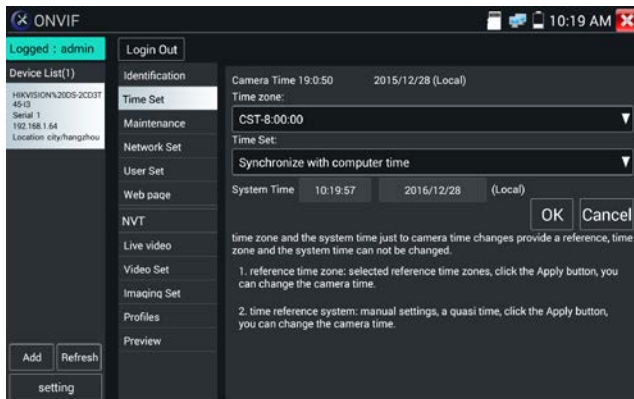 ONVIF
10:19 AM
Logged : admin
Login Out
Device List(1)
HIKVISION%20DS-2CD3T
45-I3
Serial 1
192.168.1.64
Location city/hangzhou
Add
Refresh
setting
Identification
Time Set
Maintenance
Network Set
User Set
Web page
NVT
Live video
Video Set
Imaging Set
Profiles
Preview
Camera Time 19:0:50 2015/12/28 (Local)
Time zone:
CST-8:00:00
Time Set:
Synchronize with computer time
System Time 10:19:57 2016/12/28 (Local)
OK Cancel
time zone and the system time just to camera time changes provide a reference, time
zone and the system time can not be changed.
1. reference time zone: selected reference time zones, click the Apply button, you
can change the camera time.
2. time reference system: manual settings, a quasi time, click the Apply button,
you can change the camera time.